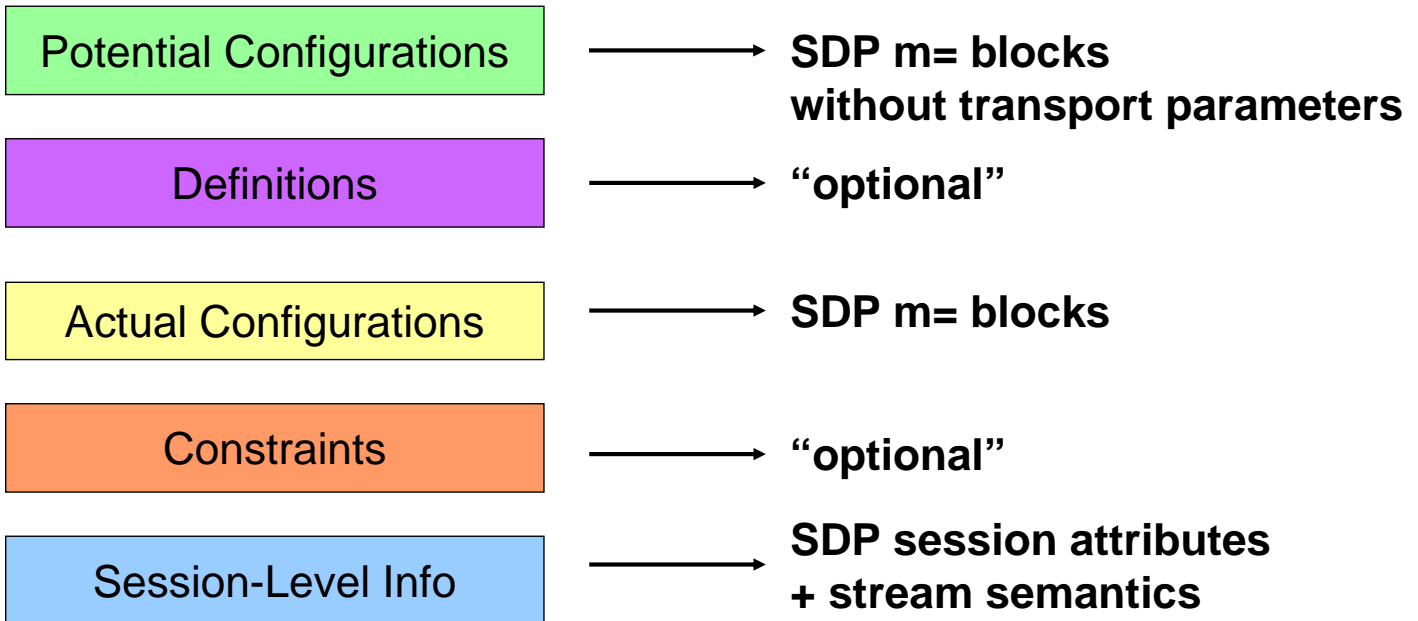 Potential Configurations
SDP m= blocks
without transport parameters
Definitions
“optional”
Actual Configurations
SDP m= blocks
Constraints
“optional”
Session-Level Info
SDP session attributes
+ stream semantics